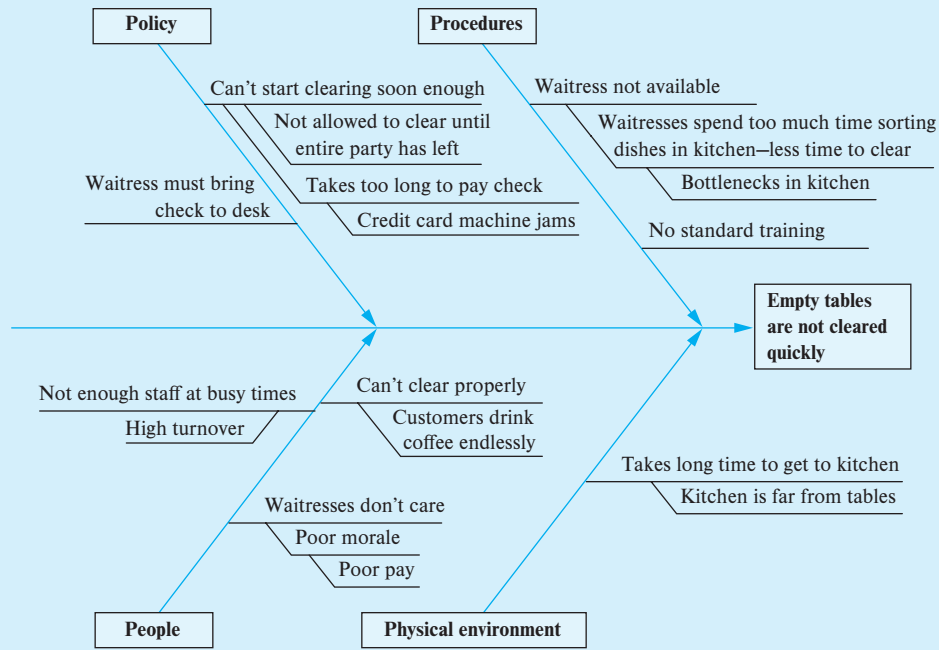 Policy
Procedures
Can't start clearing soon enough
Not allowed to clear until
entire party has left
Waitress must bring
check to desk
Takes too long to pay check
Credit card machine jams
Waitress not available
Waitresses spend too much time sorting
dishes in kitchen–less time to clear
Bottlenecks in kitchen
No standard training
Empty tables
are not cleared
quickly
Not enough staff at busy times
High turnover
Can't clear properly
Customers drink
coffee endlessly
Waitresses don't care
Poor morale
Poor pay
Takes long time to get to kitchen
Kitchen is far from tables
People
Physical environment